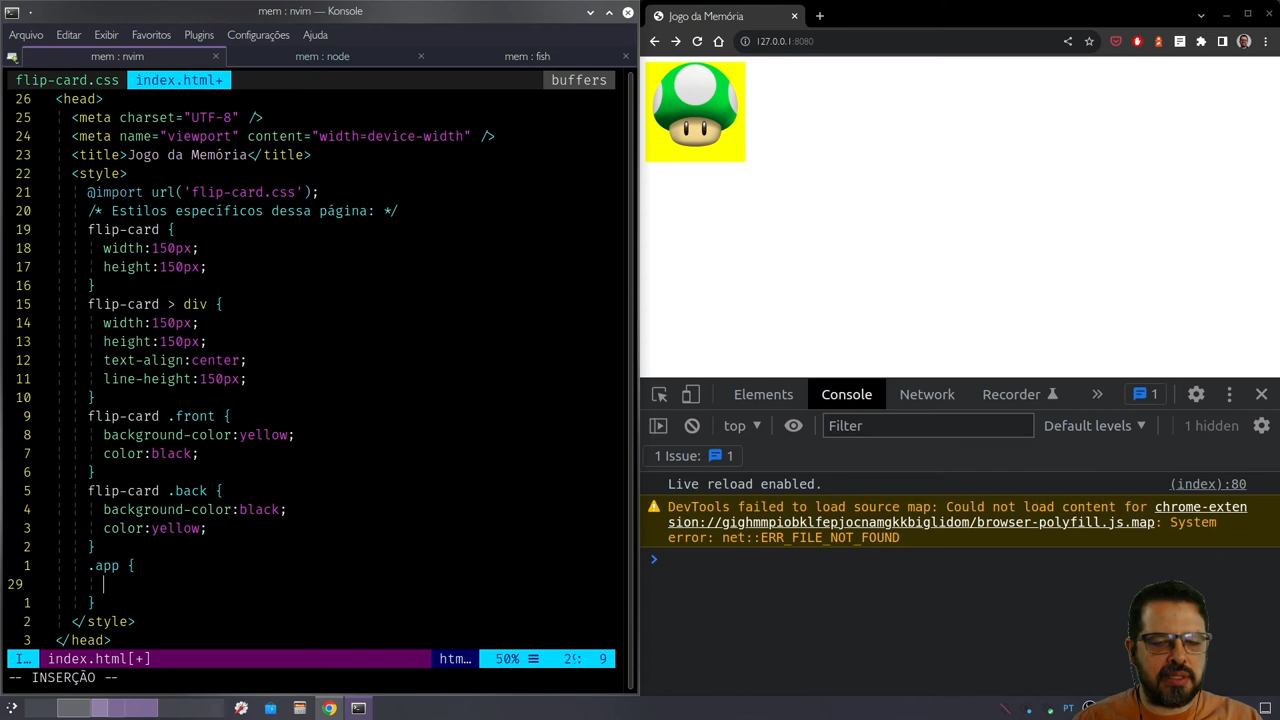 mem : nvim — Konsole
Arquivo Editar Exibir Favoritos Plugins Configurações Ajuda
mem : nvim mem : node mem : fish
flip-card.css index.html+ buffers
26 <head>
25 <meta charset="UTF-8" />
24 <meta name="viewport" content="width=device-width" />
23 <title>Jogo da Memória</title>
22 <style>
21 @import url('flip-card.css');
20 /* Estilos específicos dessa página: */
19 flip-card {
18 width:150px;
17 height:150px;
16 }
15 flip-card > div {
14 width:150px;
13 height:150px;
12 text-align:center;
11 line-height:150px;
10 }
9 flip-card .front {
8 background-color:yellow;
7 color:black;
6 }
5 flip-card .back {
4 background-color:black;
3 color:yellow;
2 }
1 .app {
29
1 }
2 </style>
3 </head>
I… index.html[+] htm… 50% 29: 9
-- INSERÇÃO --
Jogo da Memória
127.0.0.1:8080
Elements Console Network Recorder 1
top Filter Default levels 1 hidden
1 Issue: 1
Live reload enabled. (index):80
DevTools failed to load source map: Could not load content for chrome-exten
sion://gighmmpiobklfepjocnamgkkbiglidom/browser-polyfill.js.map: System
error: net::ERR_FILE_NOT_FOUND
PT